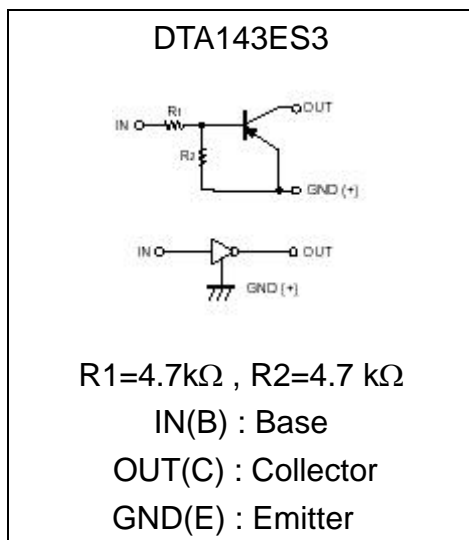 DTA143ES3
OUT
R1
IN
R2
GND (+)
IN
OUT
GND (+)
R1=4.7kΩ , R2=4.7 kΩ
IN(B) : Base
OUT(C) : Collector
GND(E) : Emitter